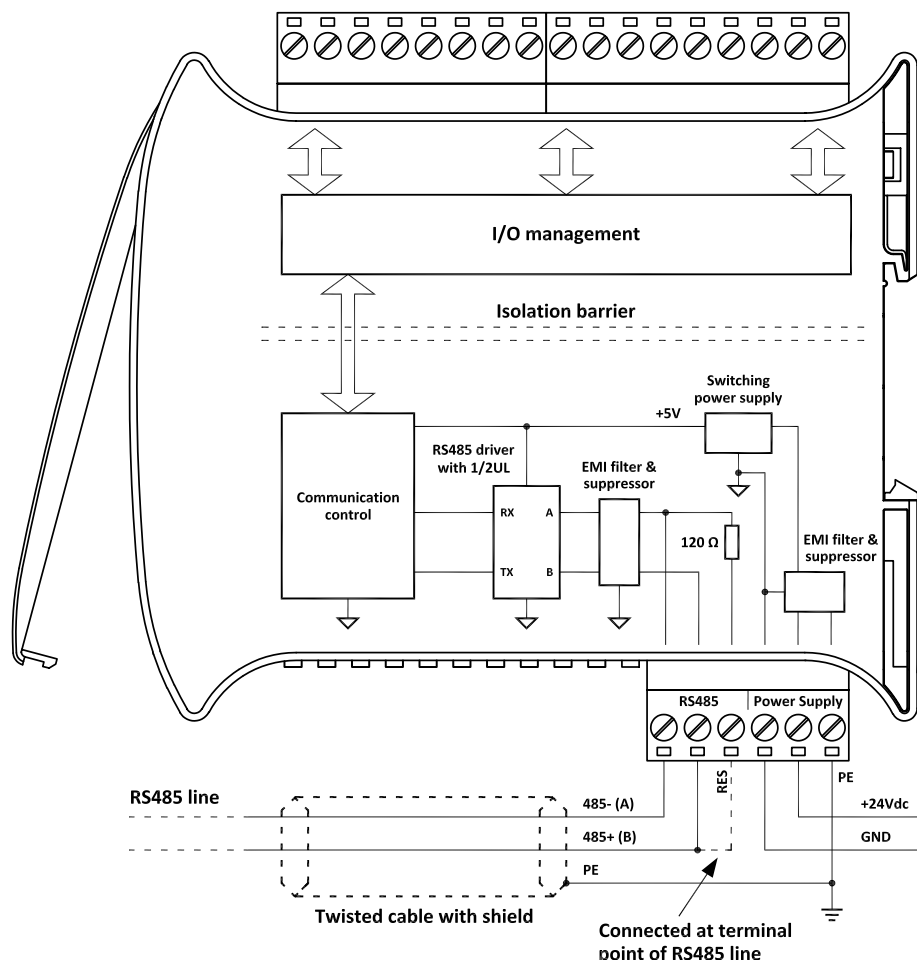 I/O management
Isolation barrier
Switching
power supply
+5V
RS485 driver
with 1/2UL
EMI filter &
suppressor
Communication
control
RX
A
120 Ω
EMI filter &
suppressor
TX
B
RS485
Power Supply
RES
PE
RS485 line
485- (A)
+24Vdc
485+ (B)
GND
PE
Twisted cable with shield
Connected at terminal
point of RS485 line